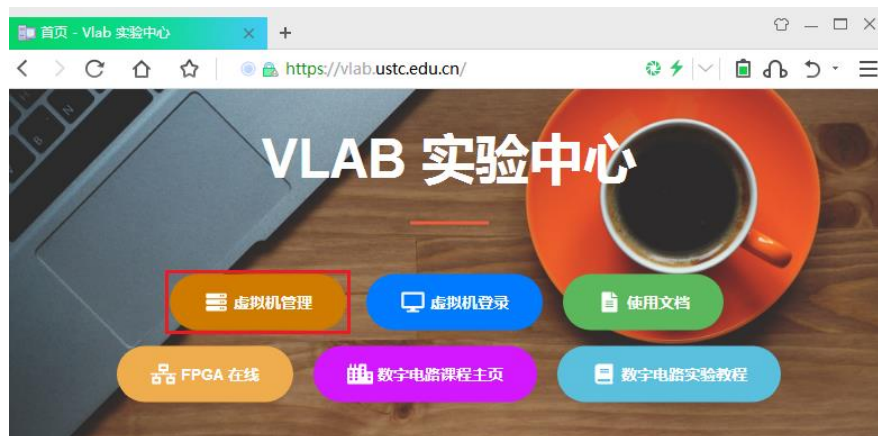 首页 - Vlab 实验中心
https://vlab.ustc.edu.cn/
VLAB 实验中心
虚拟机管理
虚拟机登录
使用文档
FPGA 在线
数字电路课程主页
数字电路实验教程